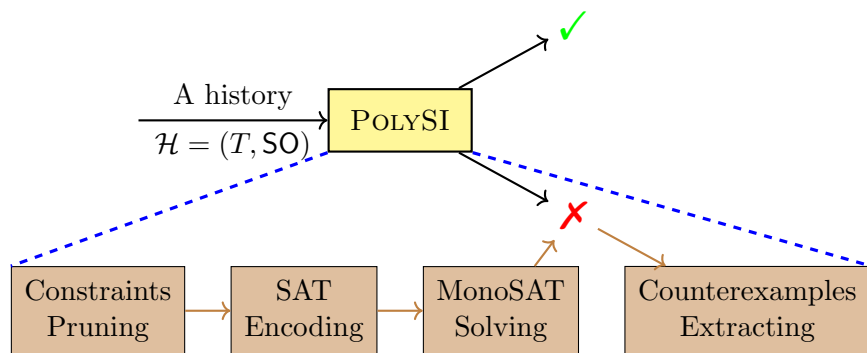 ✓
A history
POLYSI
H = (T, SO)
✗
Constraints
Pruning
SAT
Encoding
MonoSAT
Solving
Counterexamples
Extracting